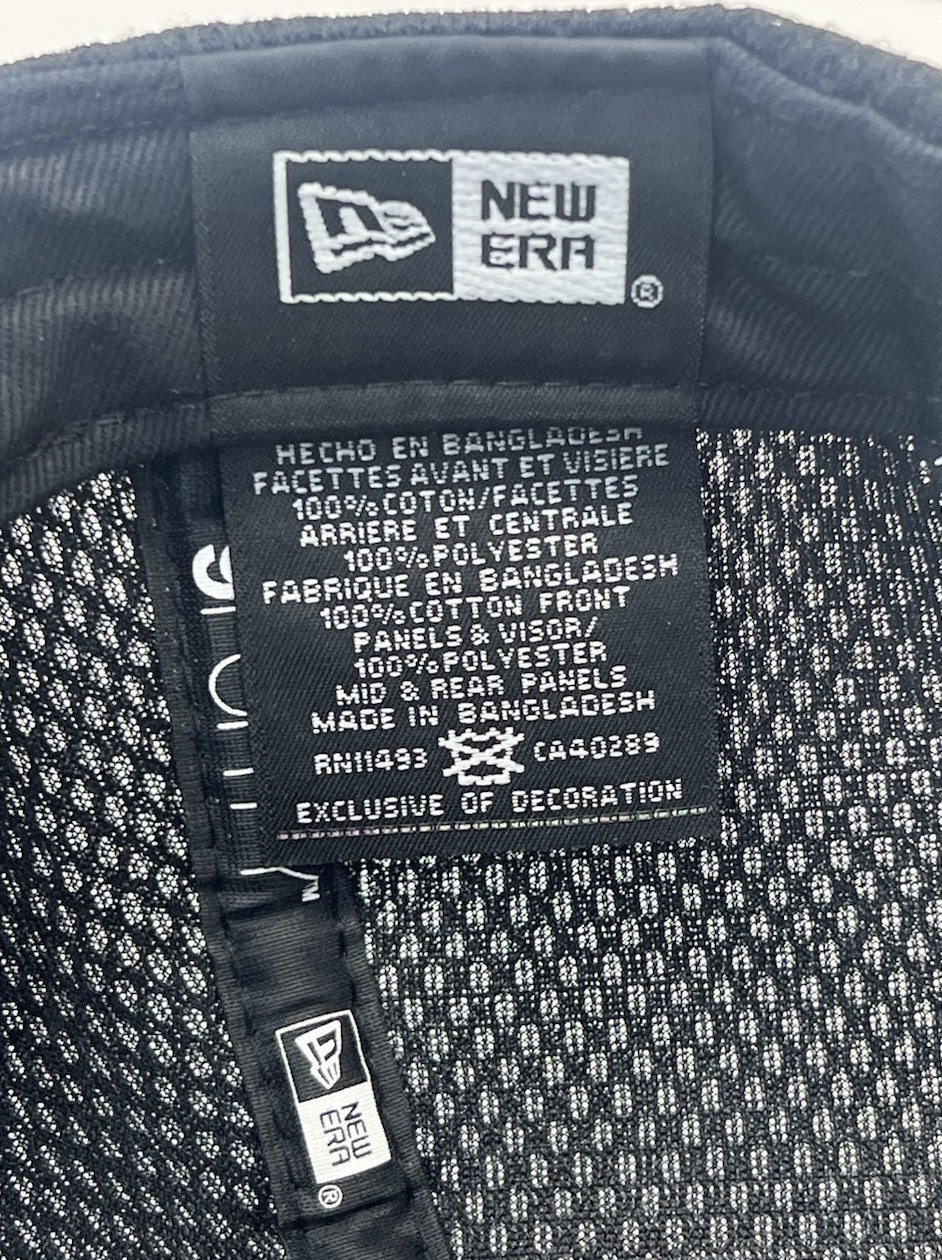 NEW
ERA
®
HECHO EN BANGLADESH
FACETTES AVANT ET VISIERE
100% COTON/FACETTES
ARRIERE ET CENTRALE
100% POLYESTER
FABRIQUE EN BANGLADESH
100% COTTON FRONT
PANELS & VISOR/
100% POLYESTER
MID & REAR PANELS
MADE IN BANGLADESH
RN11493 CA40289
EXCLUSIVE OF DECORATION
TM
NEW
ERA
®